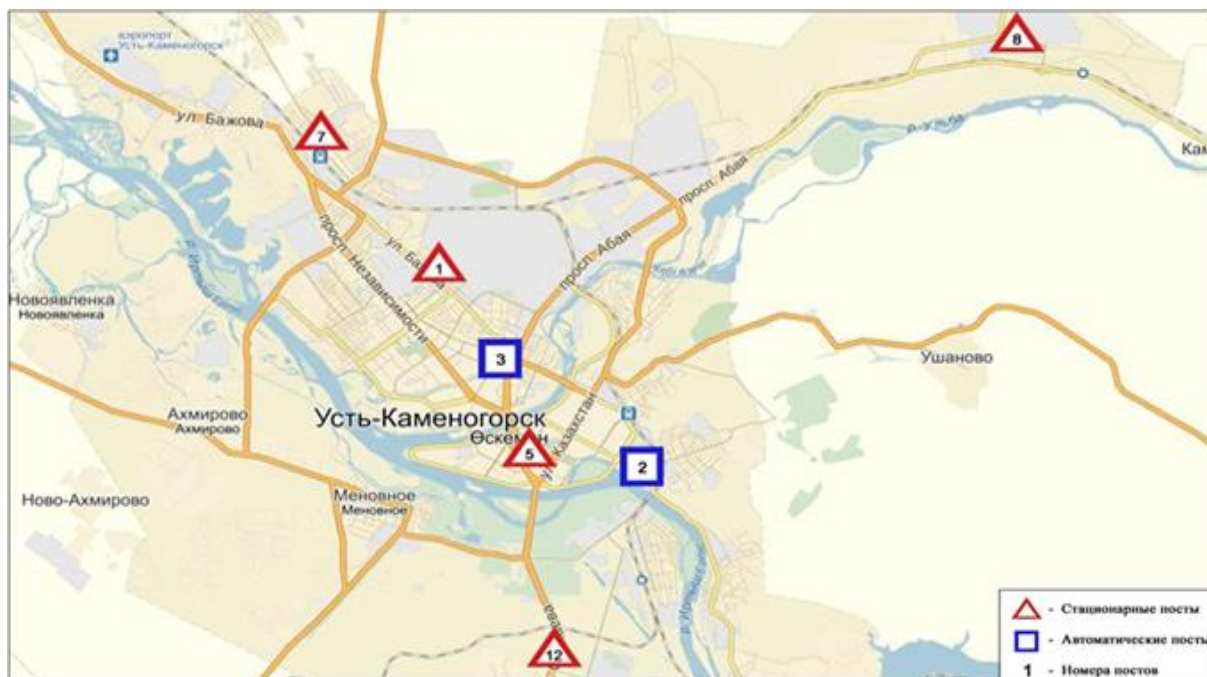 аэропорт
Усть-Каменогорск
8
ул. Бажова
7
р. Ульба
Кам
просп. Абая
1
просп. Независимости
просп. Абая
Новоявленка
Новоявленка
3
Ушаново
Ахмирово
Ахмирово
Усть-Каменогорск
Өскемен
5
ул. Казахстан
2
Ново-Ахмирово
Меновное
Меновное
12
- Стационарные посты
- Автоматические посты
1 - Номера постов